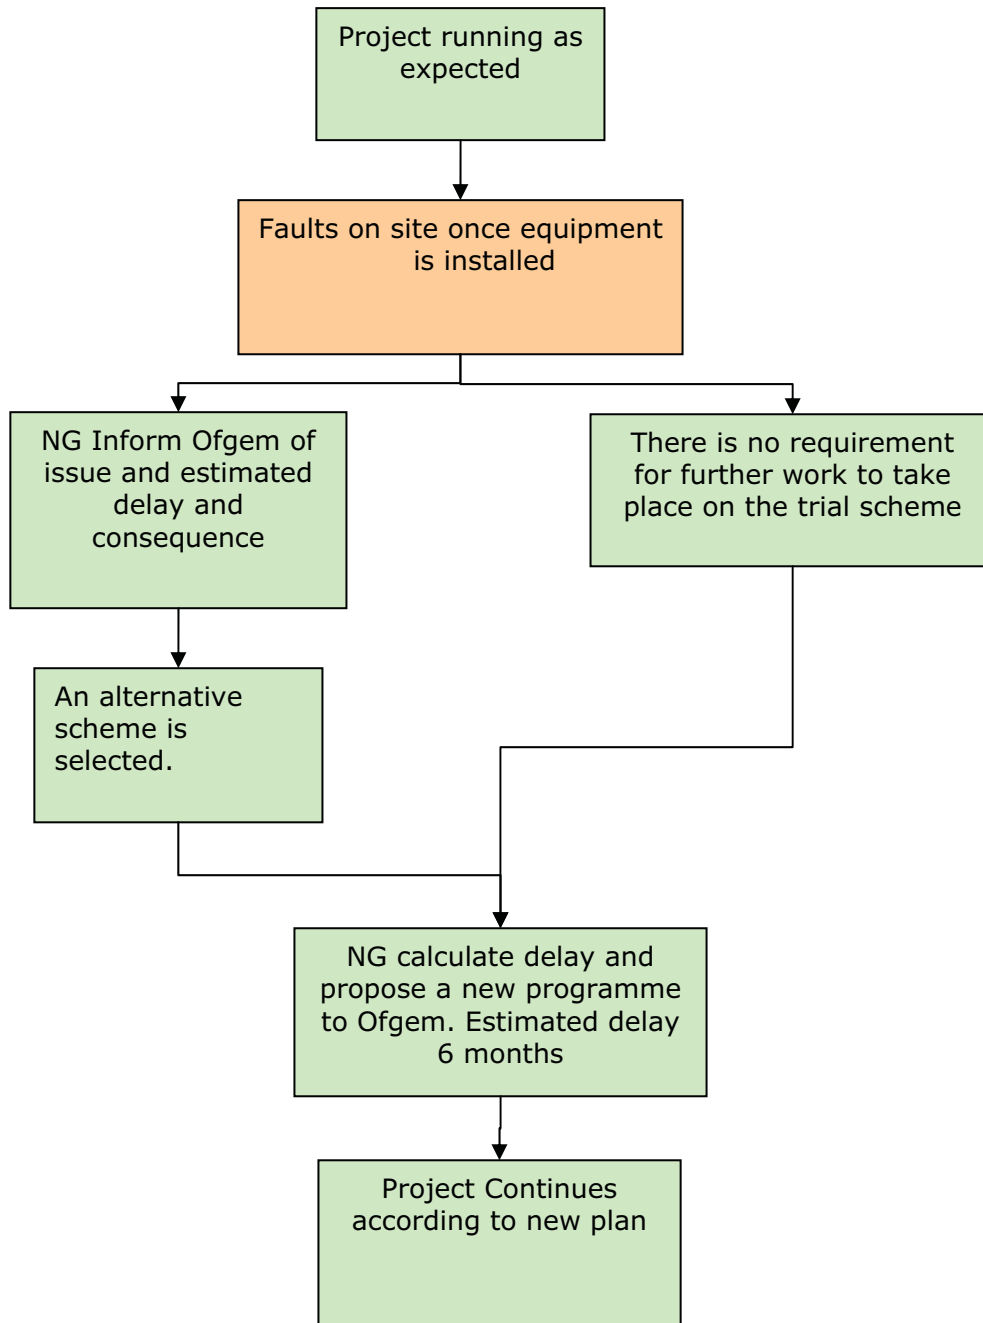 Project running as
expected
Faults on site once equipment
is installed
NG Inform Ofgem of
issue and estimated
delay and
consequence
There is no requirement
for further work to take
place on the trial scheme
An alternative
scheme is
selected.
NG calculate delay and
propose a new programme
to Ofgem. Estimated delay
6 months
Project Continues
according to new plan